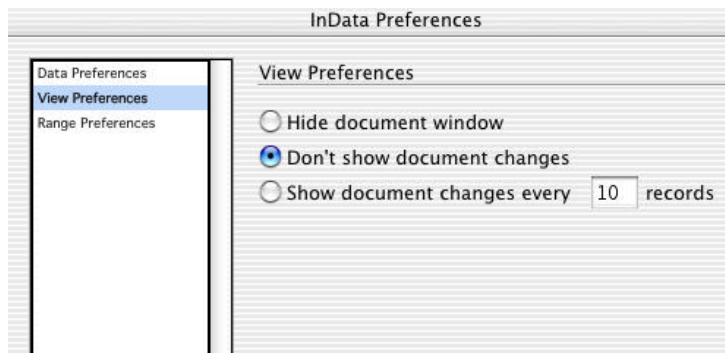 InData Preferences
Data Preferences
View Preferences
Range Preferences
View Preferences
Hide document window
Don't show document changes
Show document changes every 10 records